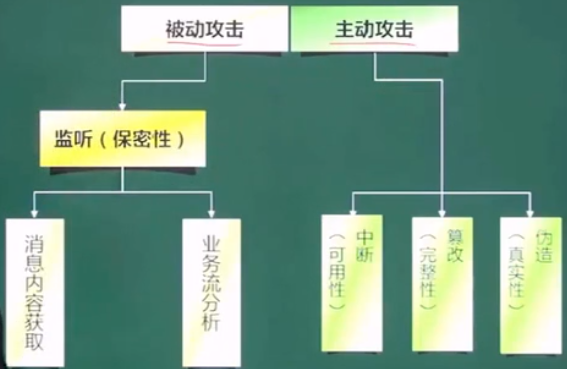 被动攻击
主动攻击
监听（保密性）
消息内容获取
业务流分析
中断
（可用性）
篡改
（完整性）
伪造
（真实性）